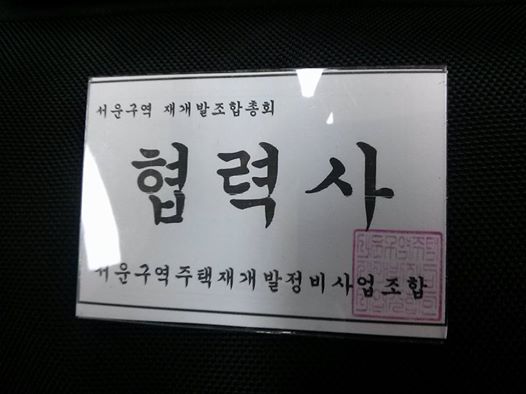 서운구역 재개발조합총회
협력사
서운구역주택재개발정비사업조합